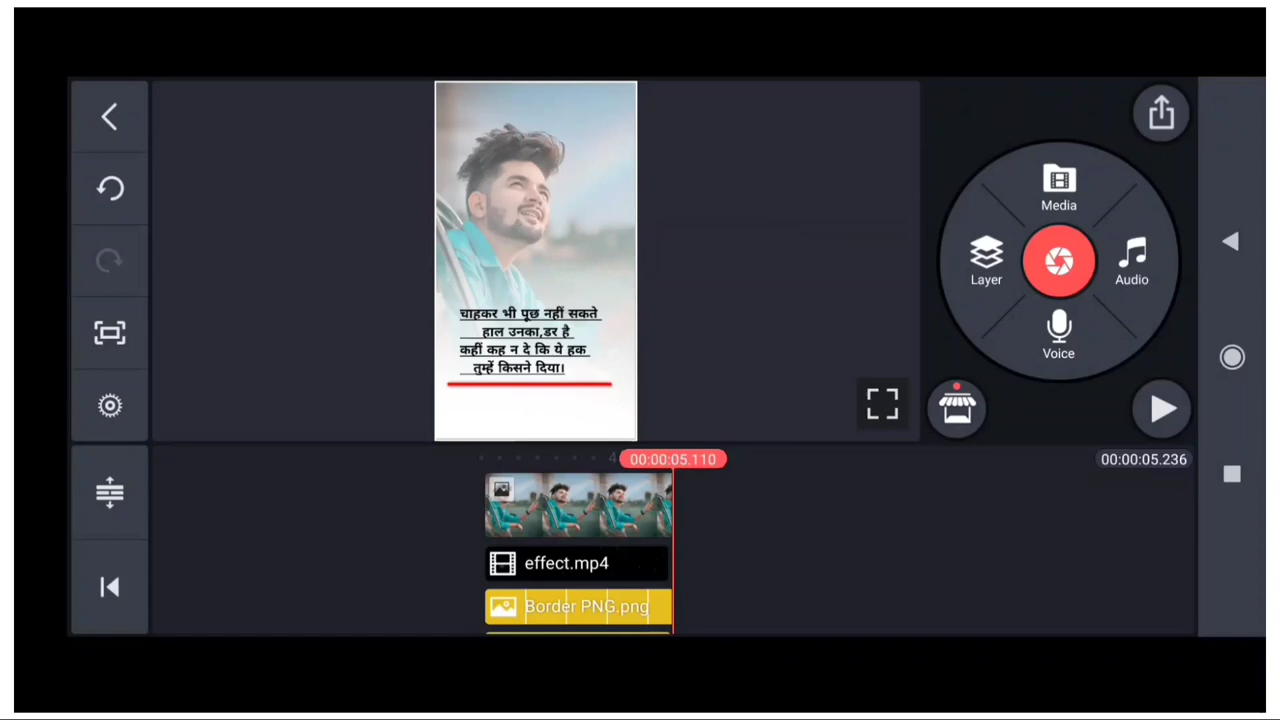 Media
Layer
Audio
Voice
चाहकर भी पूछ नहीं सकते
हाल उनका,डर है
कहीं कह न दे कि ये हक
तुम्हें किसने दिया।
4
00:00:05.110
00:00:05.236
effect.mp4
Border PNG.png